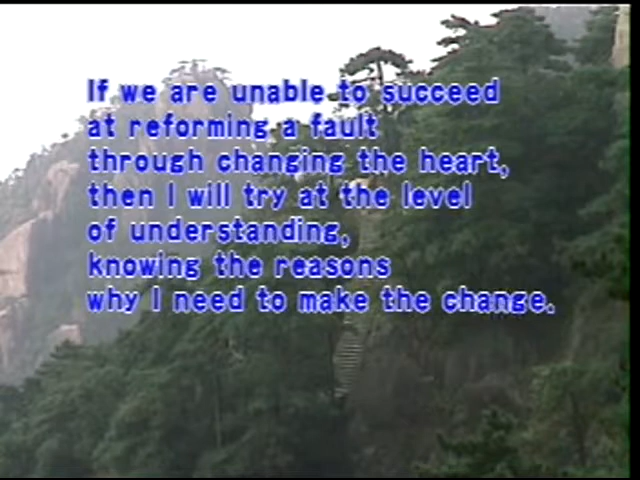 If we are unable to succeed
at reforming a fault
through changing the heart,
then I will try at the level
of understanding,
knowing the reasons
why I need to make the change.